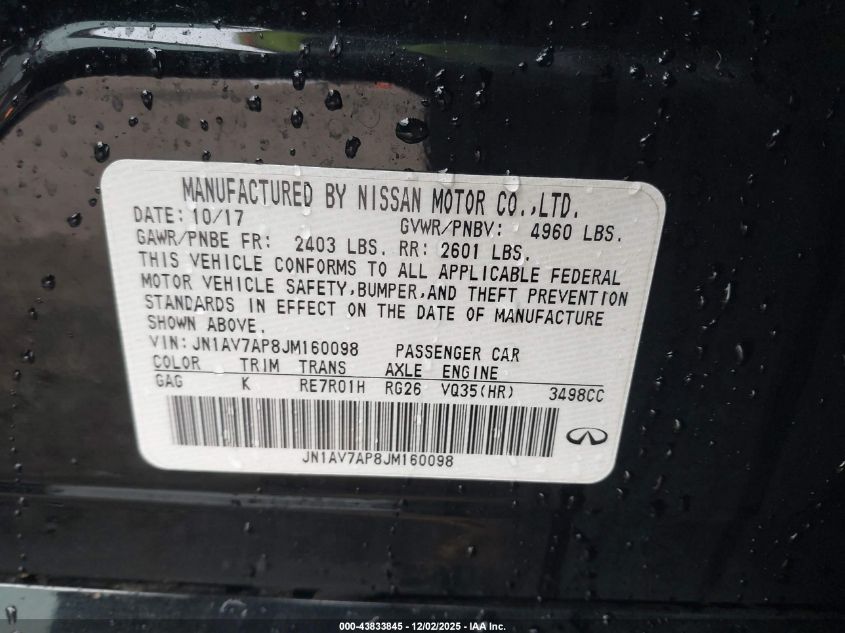 MANUFACTURED BY NISSAN MOTOR CO.,LTD.
DATE: 10/17 GVWR/PNBV: 4960 LBS.
GAWR/PNBE FR: 2403 LBS. RR: 2601 LBS.
THIS VEHICLE CONFORMS TO ALL APPLICABLE FEDERAL
MOTOR VEHICLE SAFETY,BUMPER,AND THEFT PREVENTION
STANDARDS IN EFFECT ON THE DATE OF MANUFACTURE
SHOWN ABOVE.
VIN: JN1AV7AP8JM160098 PASSENGER CAR
COLOR TRIM TRANS AXLE ENGINE
GAG K RE7R01H RG26 VQ35(HR) 3498CC
JN1AV7AP8JM160098
000-43833845 - 12/02/2025 - IAA Inc.